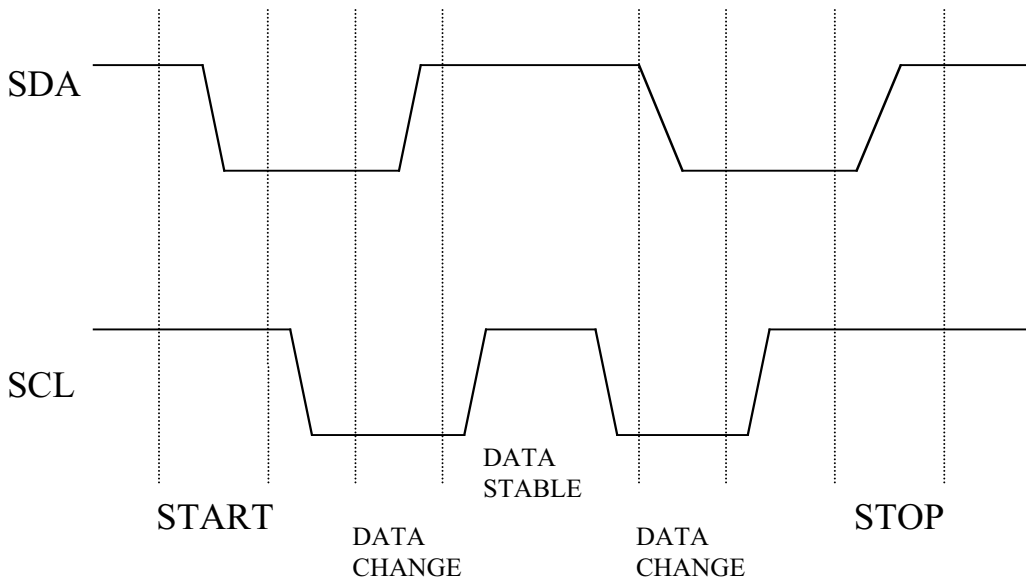 SDA
SCL
DATA
STABLE
START
STOP
DATA
CHANGE
DATA
CHANGE